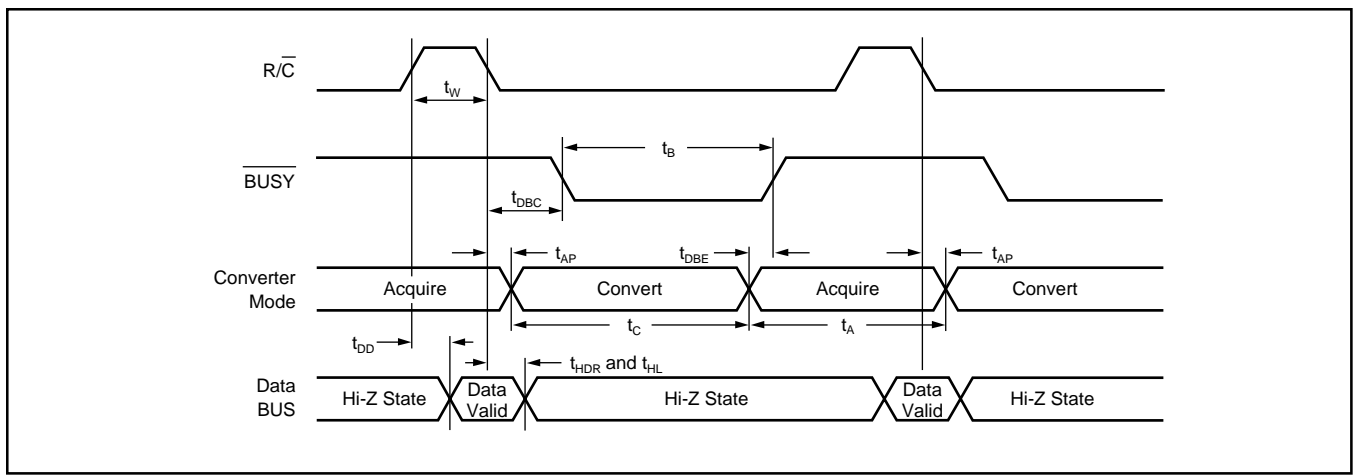 R/C̅
t_W
B̅U̅S̅Y̅
t_B
t_DBC
t_AP
t_DBE
t_AP
Converter
Mode
Acquire
Convert
Acquire
Convert
t_C
t_A
t_DD
t_HDR and t_HL
Data
BUS
Hi-Z State
Data
Valid
Hi-Z State
Data
Valid
Hi-Z State